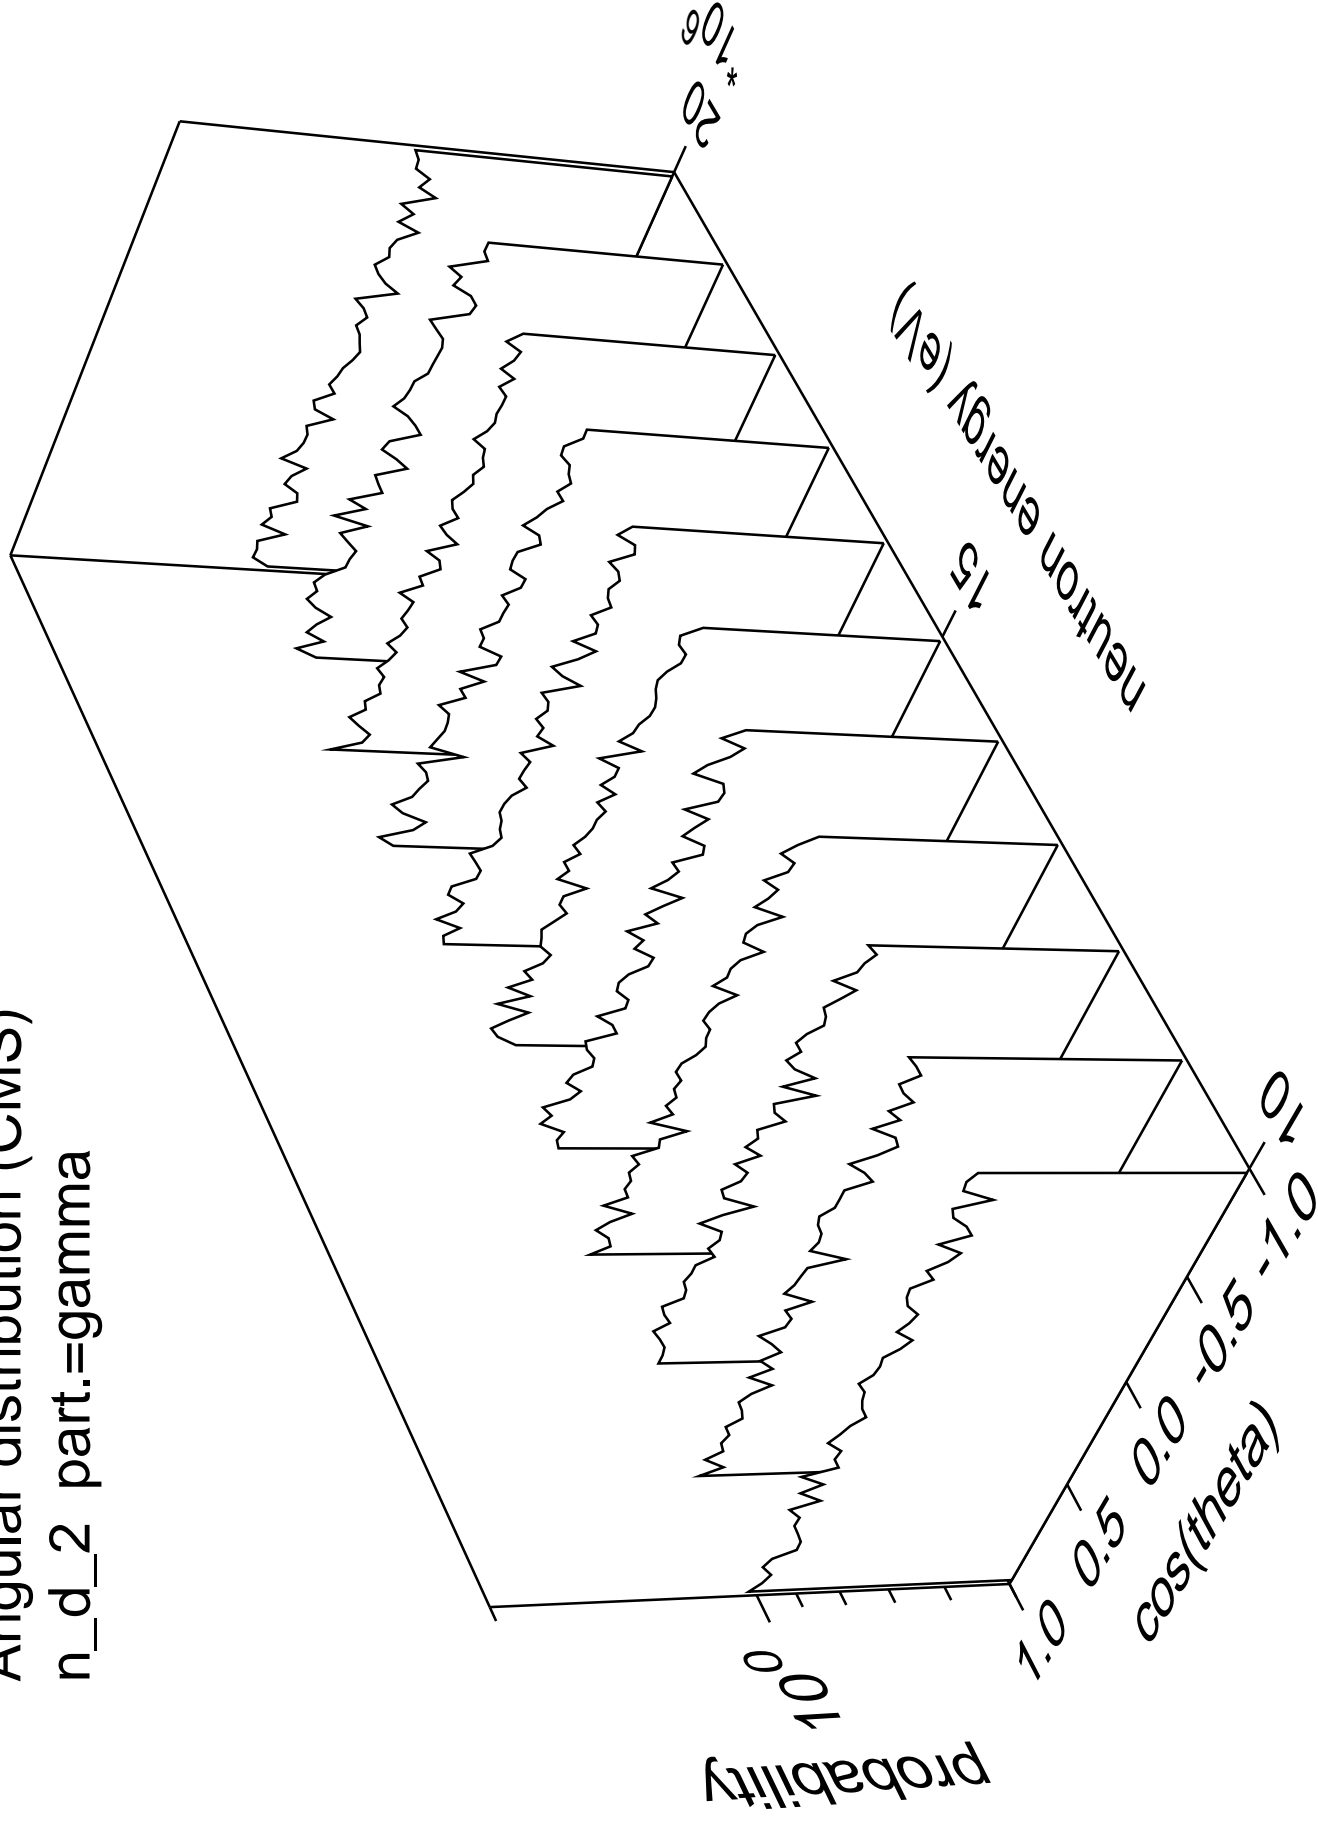 Angular distribution (CMS)
n_d_2 part.=gamma
probability
10 0
1.0 0.5 0.0 -0.5 -1.0
cos(theta)
10 15 20
* 10 6
neutron energy (eV)